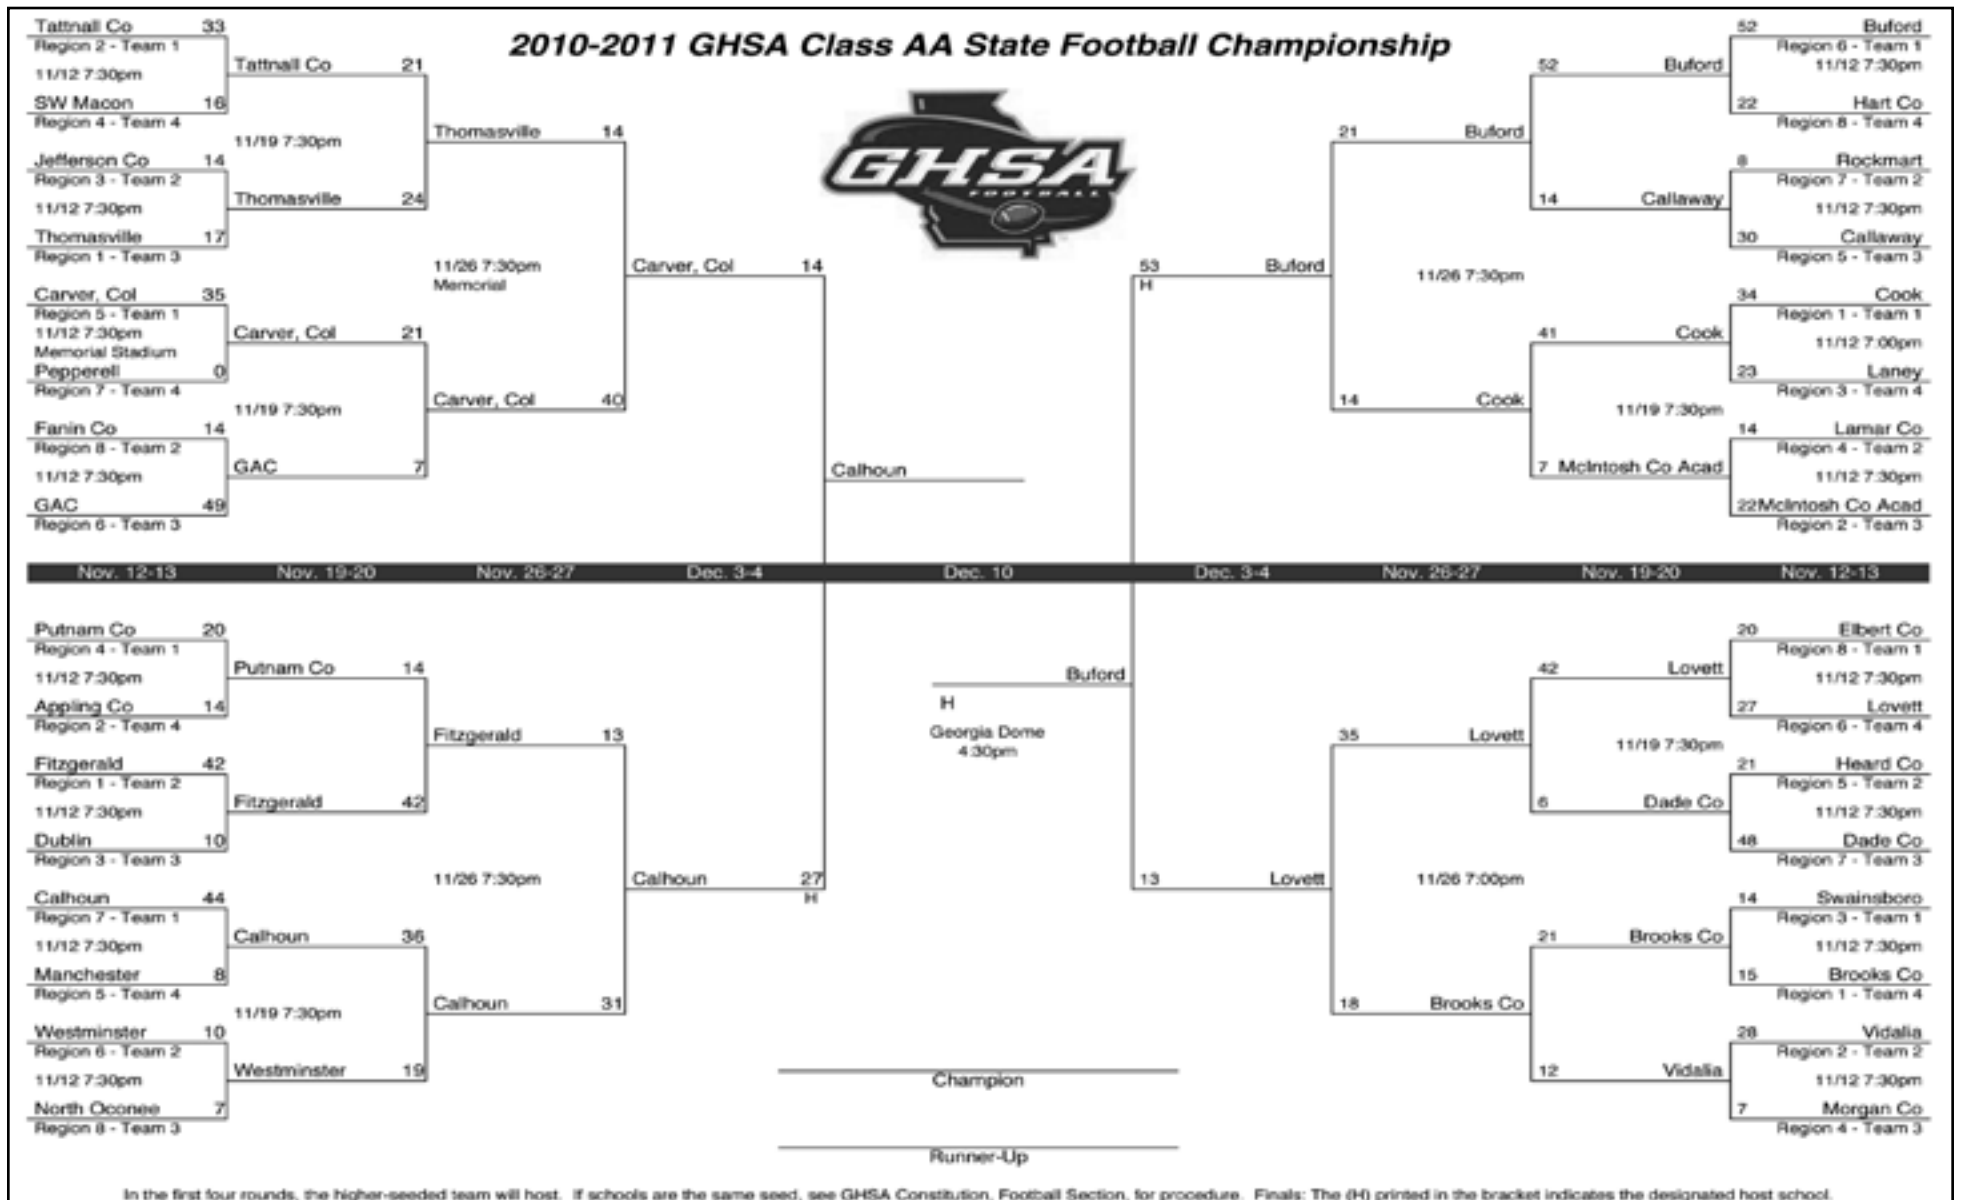 2010-2011 GHSA Class AA State Football Championship
GHSA
FOOTBALL
Tattnall Co 33
Region 2 - Team 1
11/12 7:30pm
SW Macon 16
Region 4 - Team 4
Jefferson Co 14
Region 3 - Team 2
11/12 7:30pm
Thomasville 17
Region 1 - Team 3
Carver, Col 35
Region 5 - Team 1
11/12 7:30pm
Memorial Stadium
Pepperell 0
Region 7 - Team 4
Fanin Co 14
Region 8 - Team 2
11/12 7:30pm
GAC 49
Region 6 - Team 3
Tattnall Co 21
11/19 7:30pm
Thomasville 24
Carver, Col 21
11/19 7:30pm
GAC 7
Thomasville 14
11/26 7:30pm
Memorial
Carver, Col 40
Carver, Col 14
Calhoun
53 Buford
H
21 Buford
11/26 7:30pm
14 Cook
52 Buford
14 Callaway
41 Cook
11/19 7:30pm
7 McIntosh Co Acad
52 Buford
Region 6 - Team 1
11/12 7:30pm
22 Hart Co
Region 8 - Team 4
8 Rockmart
Region 7 - Team 2
11/12 7:30pm
30 Callaway
Region 5 - Team 3
34 Cook
Region 1 - Team 1
11/12 7:00pm
23 Laney
Region 3 - Team 4
14 Lamar Co
Region 4 - Team 2
11/12 7:30pm
22McIntosh Co Acad
Region 2 - Team 3
Nov. 12-13 Nov. 19-20 Nov. 26-27 Dec. 3-4 Dec. 10 Dec. 3-4 Nov. 26-27 Nov. 19-20 Nov. 12-13
Putnam Co 20
Region 4 - Team 1
11/12 7:30pm
Appling Co 14
Region 2 - Team 4
Fitzgerald 42
Region 1 - Team 2
11/12 7:30pm
Dublin 10
Region 3 - Team 3
Calhoun 44
Region 7 - Team 1
11/12 7:30pm
Manchester 8
Region 5 - Team 4
Westminster 10
Region 6 - Team 2
11/12 7:30pm
North Oconee 7
Region 8 - Team 3
Putnam Co 14
Fitzgerald 42
Calhoun 36
11/19 7:30pm
Westminster 19
Fitzgerald 13
11/26 7:30pm
Calhoun 31
Calhoun 27
H
Buford
H
Georgia Dome
4:30pm
13 Lovett
35 Lovett
11/26 7:00pm
18 Brooks Co
42 Lovett
11/19 7:30pm
6 Dade Co
21 Brooks Co
12 Vidalia
20 Elbert Co
Region 8 - Team 1
11/12 7:30pm
27 Lovett
Region 6 - Team 4
21 Heard Co
Region 5 - Team 2
11/12 7:30pm
48 Dade Co
Region 7 - Team 3
14 Swainsboro
Region 3 - Team 1
11/12 7:30pm
15 Brooks Co
Region 1 - Team 4
28 Vidalia
Region 2 - Team 2
11/12 7:30pm
7 Morgan Co
Region 4 - Team 3
Champion
Runner-Up
In the first four rounds, the higher-seeded team will host. If schools are the same seed, see GHSA Constitution, Football Section, for procedure. Finals: The (H) printed in the bracket indicates the designated host school.